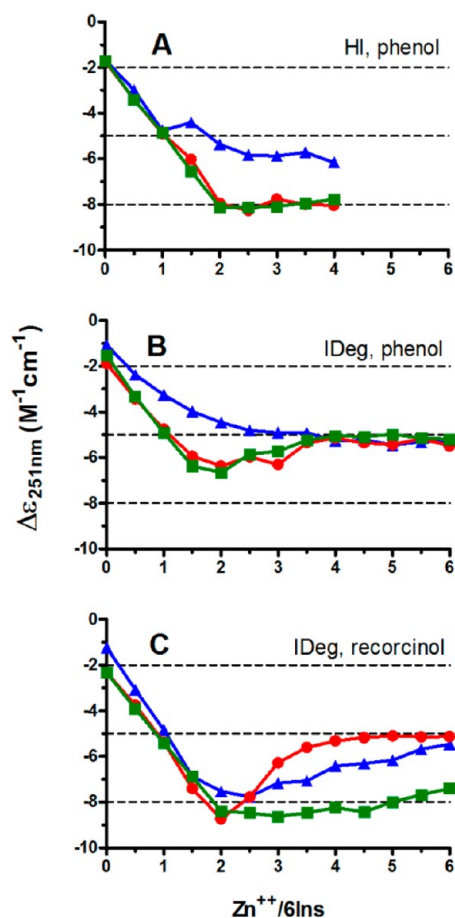 A
HI, phenol
0
-2
-4
-6
-8
-10
0 1 2 3 4 5 6
B
IDeg, phenol
0
-2
-4
-6
-8
-10
0 1 2 3 4 5 6
Δε251nm (M-1cm-1)
C
IDeg, recorcinol
0
-2
-4
-6
-8
-10
0 1 2 3 4 5 6
Zn++/6Ins